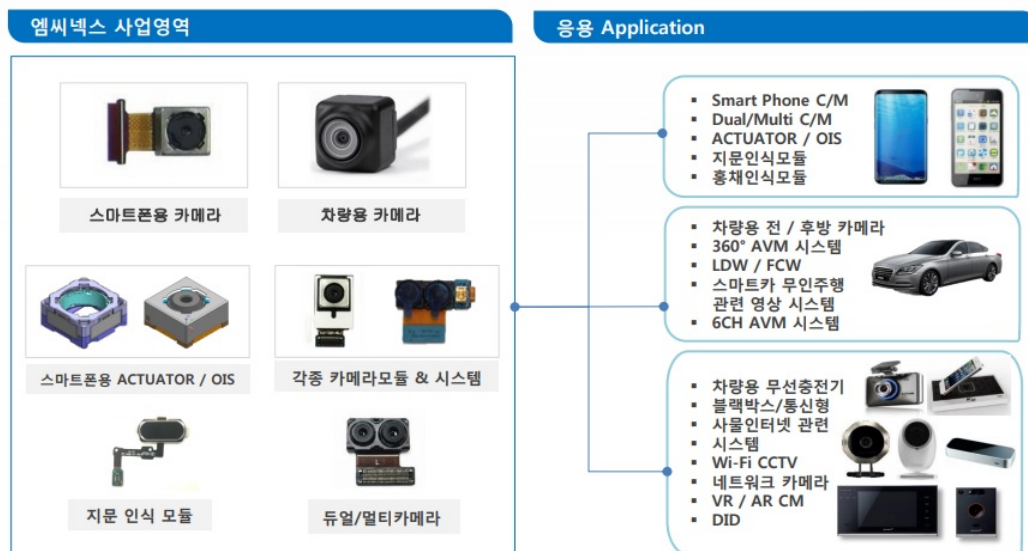 엠씨넥스 사업영역
스마트폰용 카메라
차량용 카메라
스마트폰용 ACTUATOR / OIS
각종 카메라모듈 & 시스템
지문 인식 모듈
듀얼/멀티카메라
응용 Application
▪ Smart Phone C/M
▪ Dual/Multi C/M
▪ ACTUATOR / OIS
▪ 지문인식모듈
▪ 홍채인식모듈
▪ 차량용 전 / 후방 카메라
▪ 360° AVM 시스템
▪ LDW / FCW
▪ 스마트카 무인주행
관련 영상 시스템
▪ 6CH AVM 시스템
▪ 차량용 무선충전기
▪ 블랙박스/통신형
▪ 사물인터넷 관련
▪ 시스템
▪ Wi-Fi CCTV
▪ 네트워크 카메라
▪ VR / AR CM
▪ DID